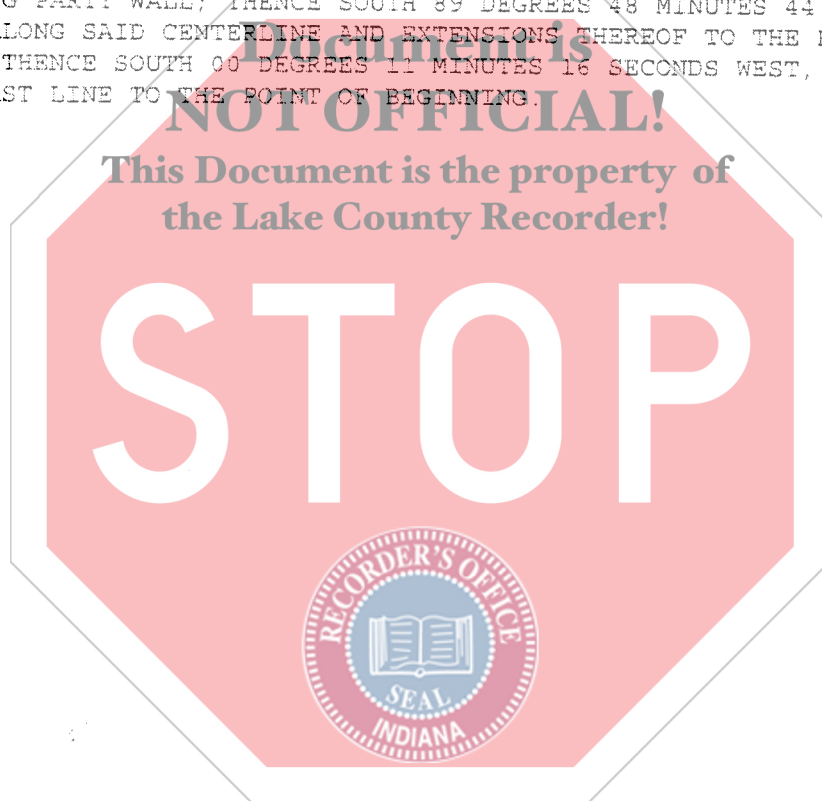 G PARTY WALL; THENCE SOUTH 89 DEGREES 48 MINUTES 44
LONG SAID CENTERLINE AND EXTENSIONS THEREOF TO THE
THENCE SOUTH 00 DEGREES 11 MINUTES 16 SECONDS WEST,
ST LINE TO THE POINT OF BEGINNING.
Document is
NOT OFFICIAL!
This Document is the property of
the Lake County Recorder!
STOP
RECORDER'S OFFICE
SEAL
INDIANA